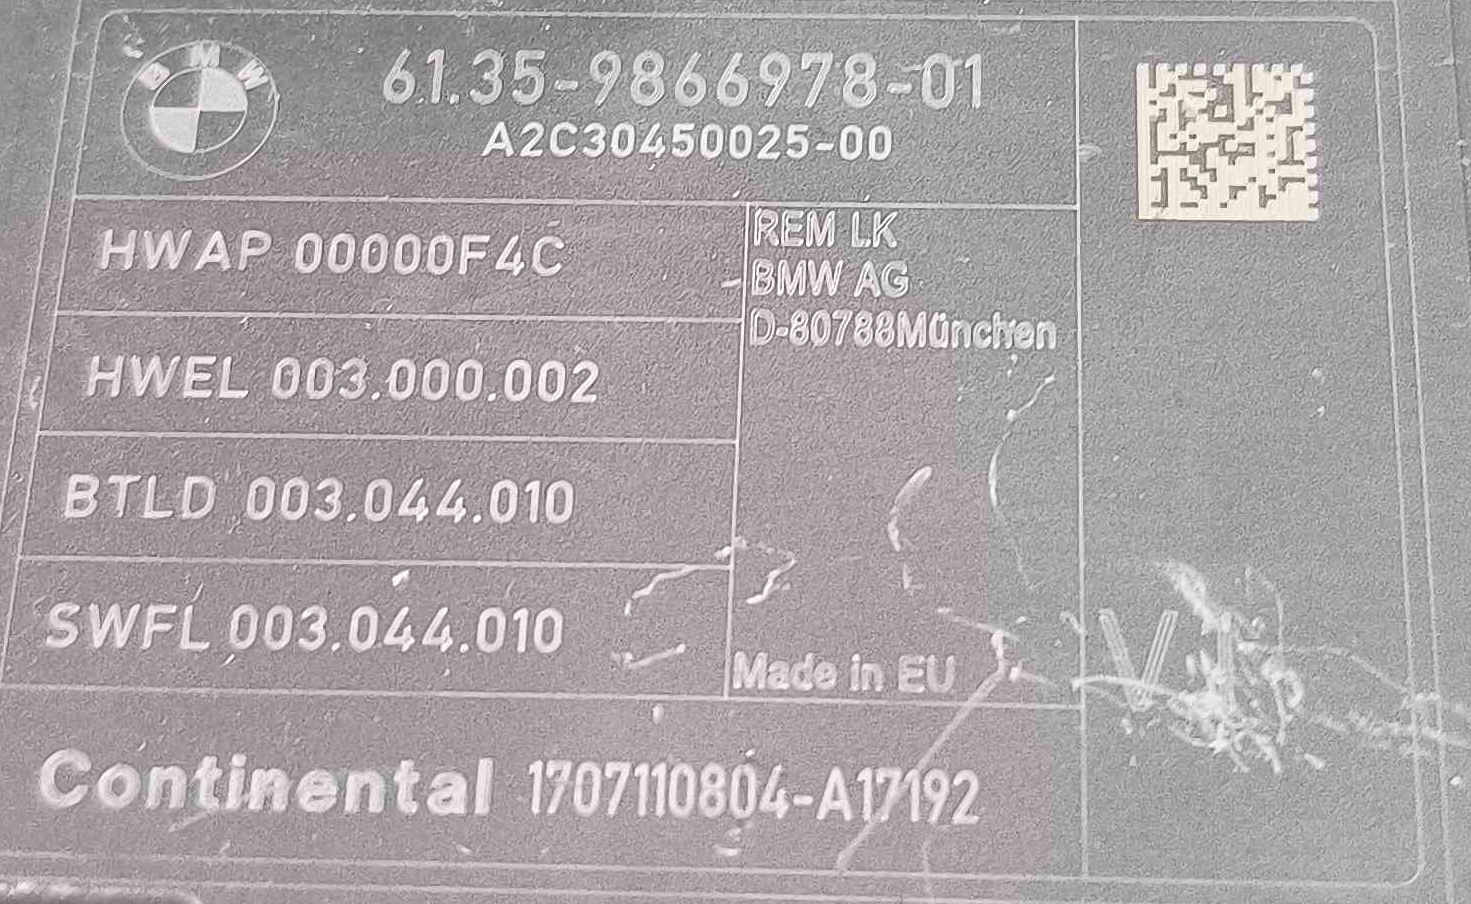 BMW
61.35-9866978-01
A2C30450025-00
HWAP 00000F4C
HWEL 003.000.002
BTLD 003.044.010
SWFL 003.044.010
REM LK
BMW AG
D-80788München
Made in EU
Continental 1707110804-A17192